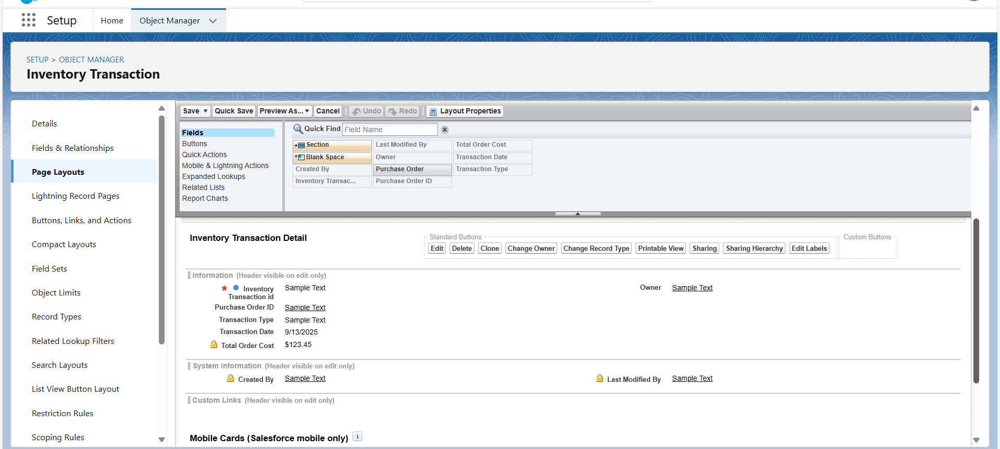 Setup
Home
Object Manager
SETUP > OBJECT MANAGER
Inventory Transaction
Details
Fields & Relationships
Page Layouts
Lightning Record Pages
Buttons, Links, and Actions
Compact Layouts
Field Sets
Object Limits
Record Types
Related Lookup Filters
Search Layouts
List View Button Layout
Restriction Rules
Scoping Rules
Save Quick Save Preview As... Cancel Undo Redo Layout Properties
Fields
Buttons
Quick Actions
Mobile & Lightning Actions
Expanded Lookups
Related Lists
Report Charts
Quick Find Field Name
Section Last Modified By Total Order Cost
Blank Space Owner Transaction Date
Created By Purchase Order Transaction Type
Inventory Transac... Purchase Order ID
Inventory Transaction Detail
Standard Buttons
Edit Delete Clone Change Owner Change Record Type Printable View Sharing Sharing Hierarchy Edit Labels
Custom Buttons
Information (Header visible on edit only)
* Inventory Transaction id Sample Text
Owner Sample Text
Purchase Order ID Sample Text
Transaction Type Sample Text
Transaction Date 9/13/2025
Total Order Cost $123.45
System Information (Header visible on edit only)
Created By Sample Text
Last Modified By Sample Text
Custom Links (Header visible on edit only)
Mobile Cards (Salesforce mobile only) i